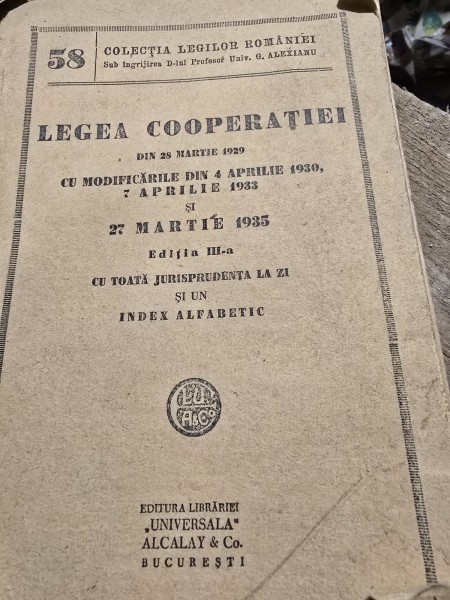 58
COLECȚIA LEGILOR ROMÂNIEI
Sub îngrijirea D-lui Profesor Univ. G. ALEXIANU
LEGEA COOPERAȚIEI
DIN 28 MARTIE 1929
CU MODIFICĂRILE DIN 4 APRILIE 1930,
7 APRILIE 1933
ȘI
27 MARTIE 1935
Ediția III-a
CU TOATĂ JURISPRUDENȚA LA ZI
ȘI UN
INDEX ALFABETIC
L.U.
A&Co
EDITURA LIBRĂRIEI
„UNIVERSALA"
ALCALAY & Co.
BUCUREȘTI